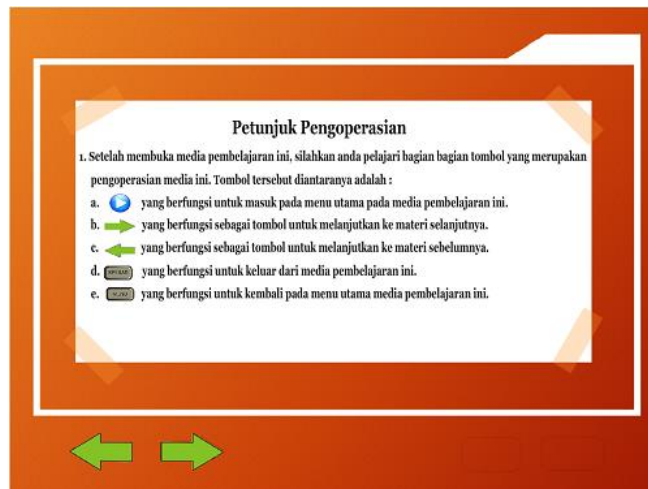 Petunjuk Pengoperasian
1. Setelah membuka media pembelajaran ini, silahkan anda pelajari bagian bagian tombol yang merupakan
pengoperasian media ini. Tombol tersebut diantaranya adalah :
a. yang berfungsi untuk masuk pada menu utama pada media pembelajaran ini.
b. yang berfungsi sebagai tombol untuk melanjutkan ke materi selanjutnya.
c. yang berfungsi sebagai tombol untuk melanjutkan ke materi sebelumnya.
d. yang berfungsi untuk keluar dari media pembelajaran ini.
e. yang berfungsi untuk kembali pada menu utama media pembelajaran ini.